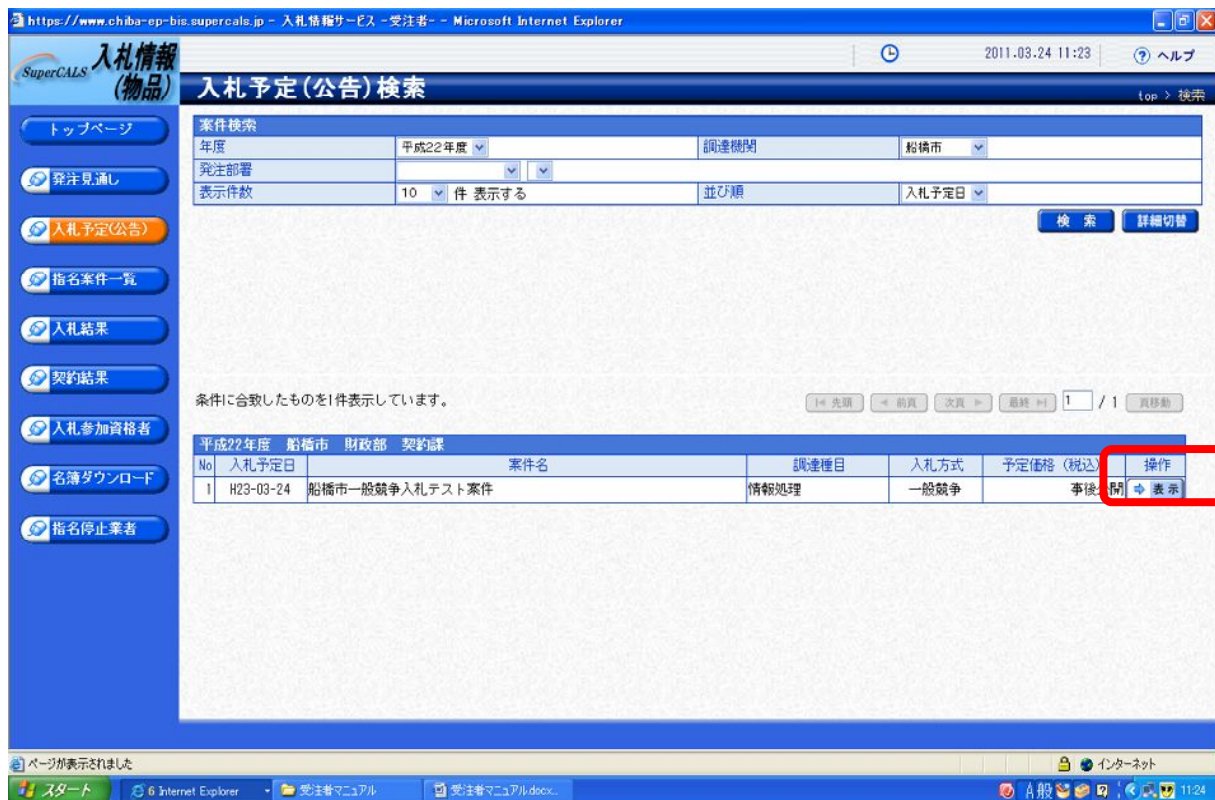 https://www.chiba-ep-bis.supercals.jp - 入札情報サービス -受注者- - Microsoft Internet Explorer
SuperCALS 入札情報(物品)
2011.03.24 11:23 ヘルプ
入札予定(公告)検索
top > 検索
トップページ
発注見通し
入札予定(公告)
指名案件一覧
入札結果
契約結果
入札参加資格者
名簿ダウンロード
指名停止業者
案件検索
年度 平成22年度 調達機関 船橋市
発注部署
表示件数 10 件 表示する 並び順 入札予定日
検 索 詳細切替
条件に合致したものを1件表示しています。
先頭 前頁 次頁 最終 1 / 1 頁移動
平成22年度 船橋市 財政部 契約課
No 入札予定日 案件名 調達種目 入札方式 予定価格(税込) 操作
1 H23-03-24 船橋市一般競争入札テスト案件 情報処理 一般競争 事後公開 表示
ページが表示されました インターネット
スタート 6 Internet Explorer 受注者マニュアル 受注者マニュアル.docx... A 般 11:24